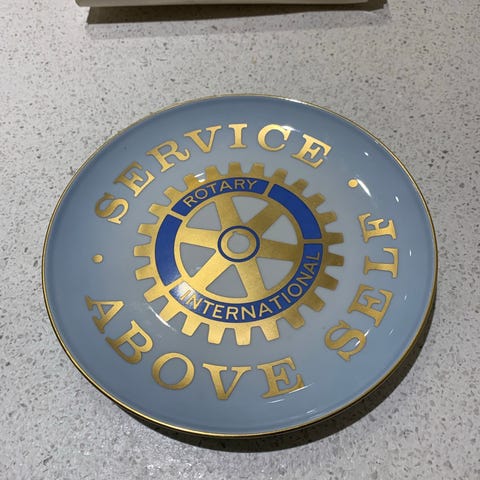 SERVICE
ABOVE SELF
ROTARY
INTERNATIONAL